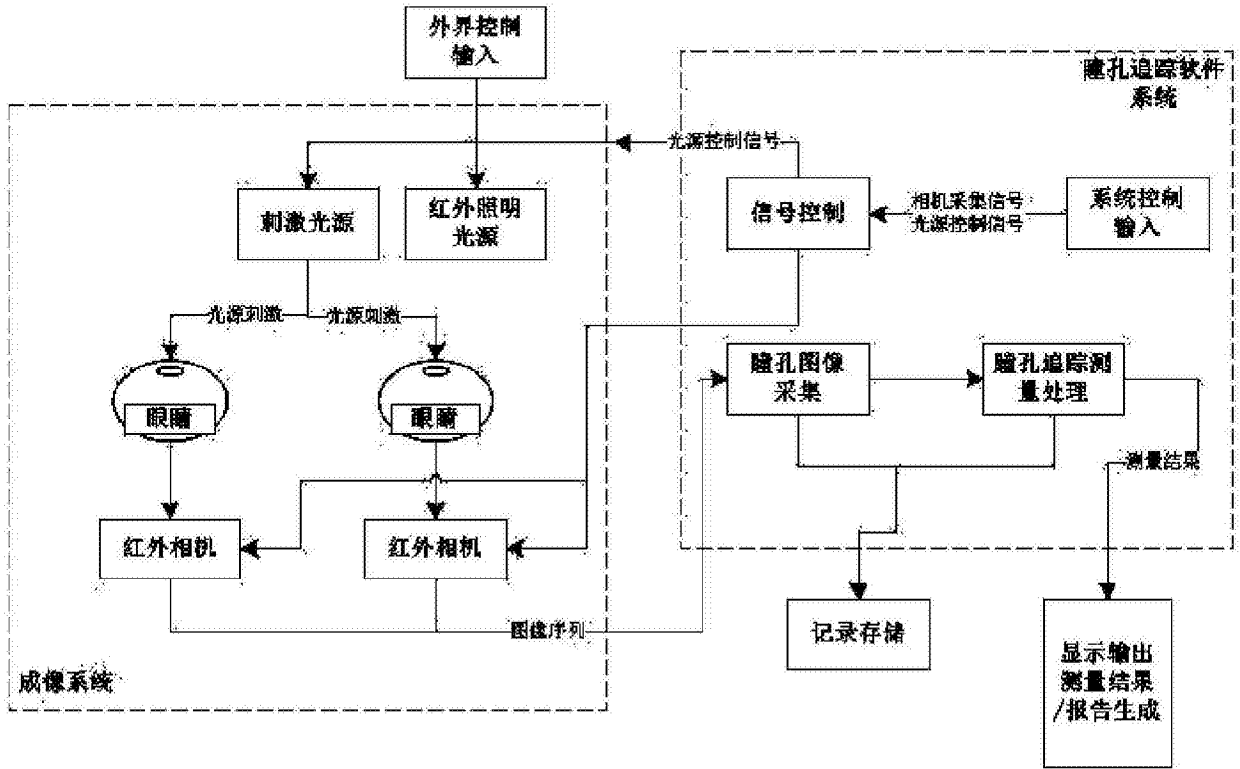 外界控制
输入
瞳孔追踪软件
系统
光源控制信号
刺激光源
红外照明
光源
信号控制
相机采集信号
光源控制信号
系统控制
输入
光源刺激
光源刺激
眼睛
眼睛
瞳孔图像
采集
瞳孔追踪测
量处理
测量结果
红外相机
红外相机
图像序列
记录存储
显示输出
测量结果
/报告生成
成像系统